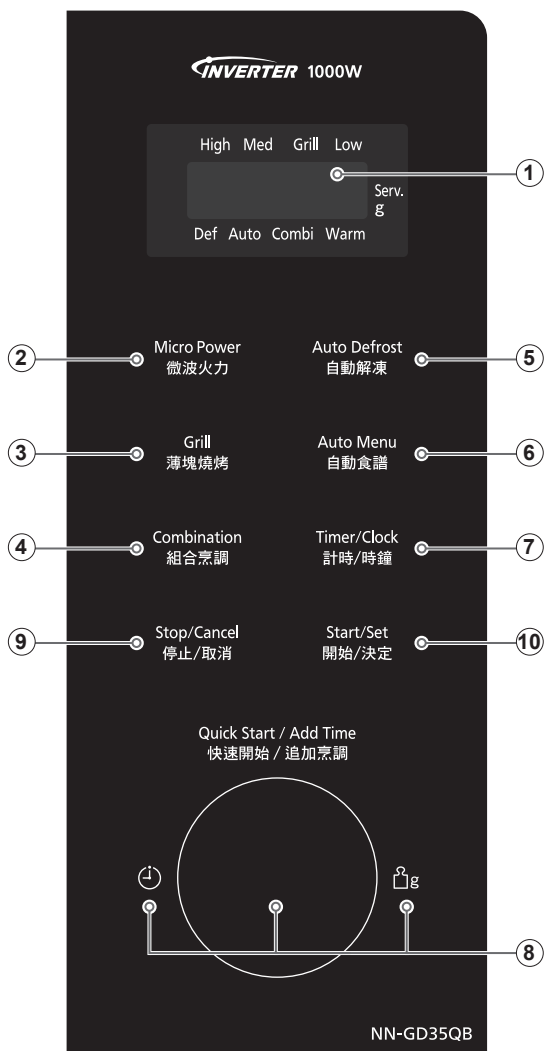 INVERTER 1000W
High Med Grill Low
1
Serv.
g
Def Auto Combi Warm
2
Micro Power
微波火力
Auto Defrost
自動解凍
5
3
Grill
薄塊燒烤
Auto Menu
自動食譜
6
4
Combination
組合烹調
Timer/Clock
計時/時鐘
7
9
Stop/Cancel
停止/取消
Start/Set
開始/決定
10
Quick Start / Add Time
快速開始 / 追加烹調
g
8
NN-GD35QB